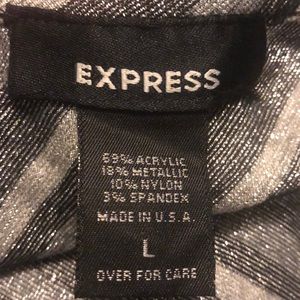 EXPRESS
69% ACRYLIC
18% METALLIC
10% NYLON
3% SPANDEX
MADE IN U.S.A.
L
OVER FOR CARE